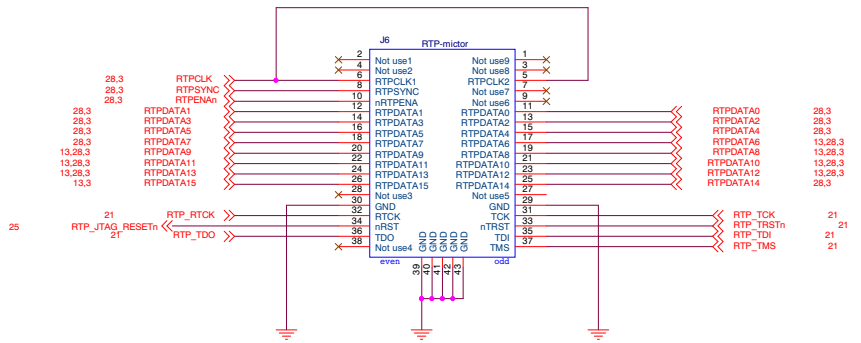 J6 RTP-mictor
2 Not use1 Not use9 1
4 Not use2 Not use8 3
28,3 RTPCLK 6 RTPCLK1 RTPCLK2 5
28,3 RTPSYNC 8 RTPSYNC Not use7 7
28,3 RTPENAn 10 nRTPENA Not use6 9
28,3 RTPDATA1 12 RTPDATA1 RTPDATA0 11 RTPDATA0 28,3
28,3 RTPDATA3 14 RTPDATA3 RTPDATA2 13 RTPDATA2 28,3
28,3 RTPDATA5 16 RTPDATA5 RTPDATA4 15 RTPDATA4 28,3
28,3 RTPDATA7 18 RTPDATA7 RTPDATA6 17 RTPDATA6 13,28,3
13,28,3 RTPDATA9 20 RTPDATA9 RTPDATA8 19 RTPDATA8 13,28,3
13,28,3 RTPDATA11 22 RTPDATA11 RTPDATA10 21 RTPDATA10 13,28,3
13,28,3 RTPDATA13 24 RTPDATA13 RTPDATA12 23 RTPDATA12 13,28,3
13,3 RTPDATA15 26 RTPDATA15 RTPDATA14 25 RTPDATA14 28,3
28 Not use3 Not use5 27
30 GND GND 29
21 RTP_RTCK 32 RTCK TCK 31 RTP_TCK 21
25 RTP_JTAG_RESETn 34 nRST nTRST 33 RTP_TRSTn 21
21 RTP_TDO 36 TDO TDI 35 RTP_TDI 21
38 Not use4 GND GND GND GND GND TMS 37 RTP_TMS 21
even odd
39 40 41 42 43